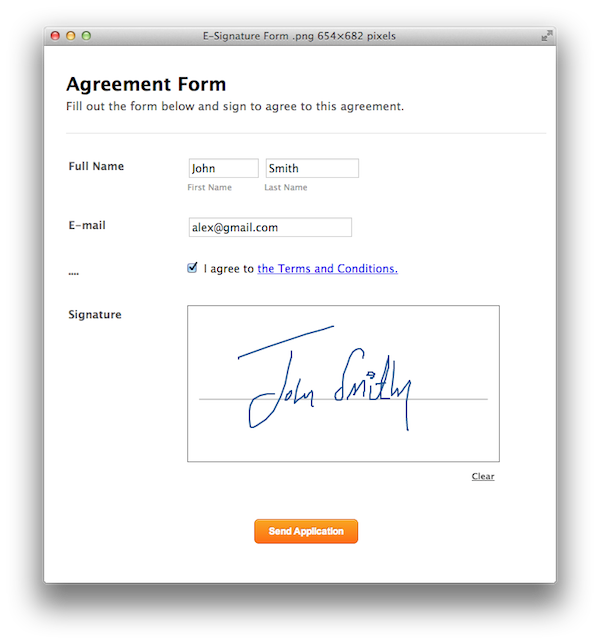 E-Signature Form .png 654×682 pixels
Agreement Form
Fill out the form below and sign to agree to this agreement.
Full Name John Smith
First Name Last Name
E-mail alex@gmail.com
.... I agree to the Terms and Conditions.
Signature
John Smith
Clear
Send Application